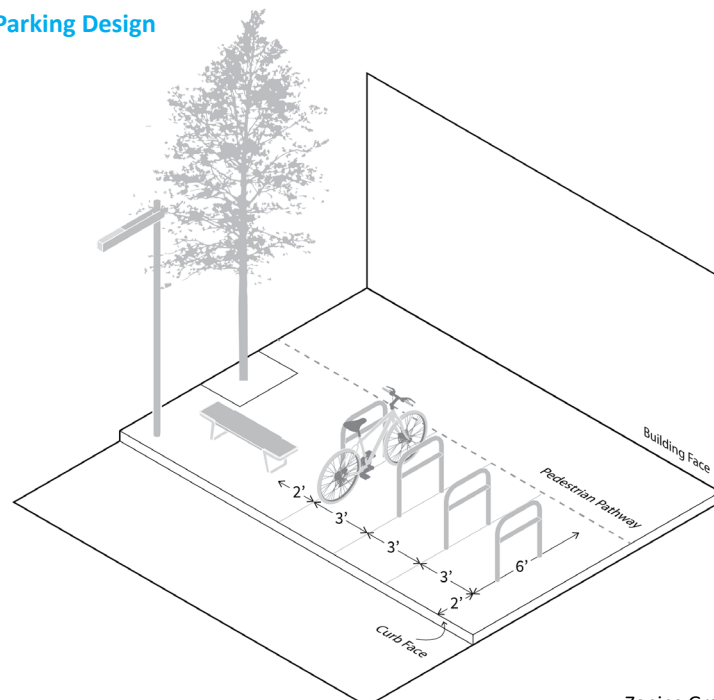 Parking Design
Building Face
Pedestrian Pathway
2'
3'
3'
3'
6'
2'
Curb Face